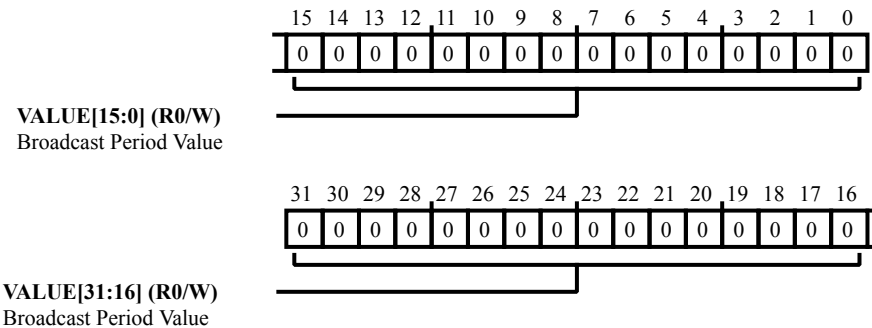 15 14 13 12 11 10 9 8 7 6 5 4 3 2 1 0
0 0 0 0 0 0 0 0 0 0 0 0 0 0 0 0
VALUE[15:0] (R0/W)
Broadcast Period Value
31 30 29 28 27 26 25 24 23 22 21 20 19 18 17 16
0 0 0 0 0 0 0 0 0 0 0 0 0 0 0 0
VALUE[31:16] (R0/W)
Broadcast Period Value